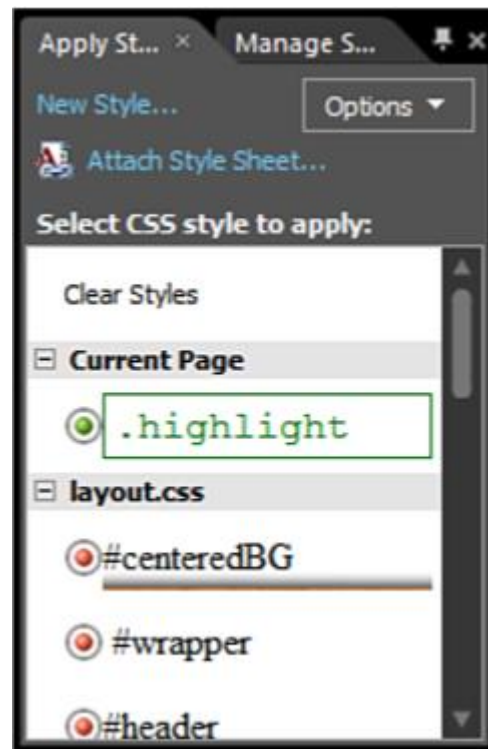 Apply St... × Manage S... ×
New Style... Options
Attach Style Sheet...
Select CSS style to apply:
Clear Styles
Current Page
.highlight
layout.css
#centeredBG
#wrapper
#header